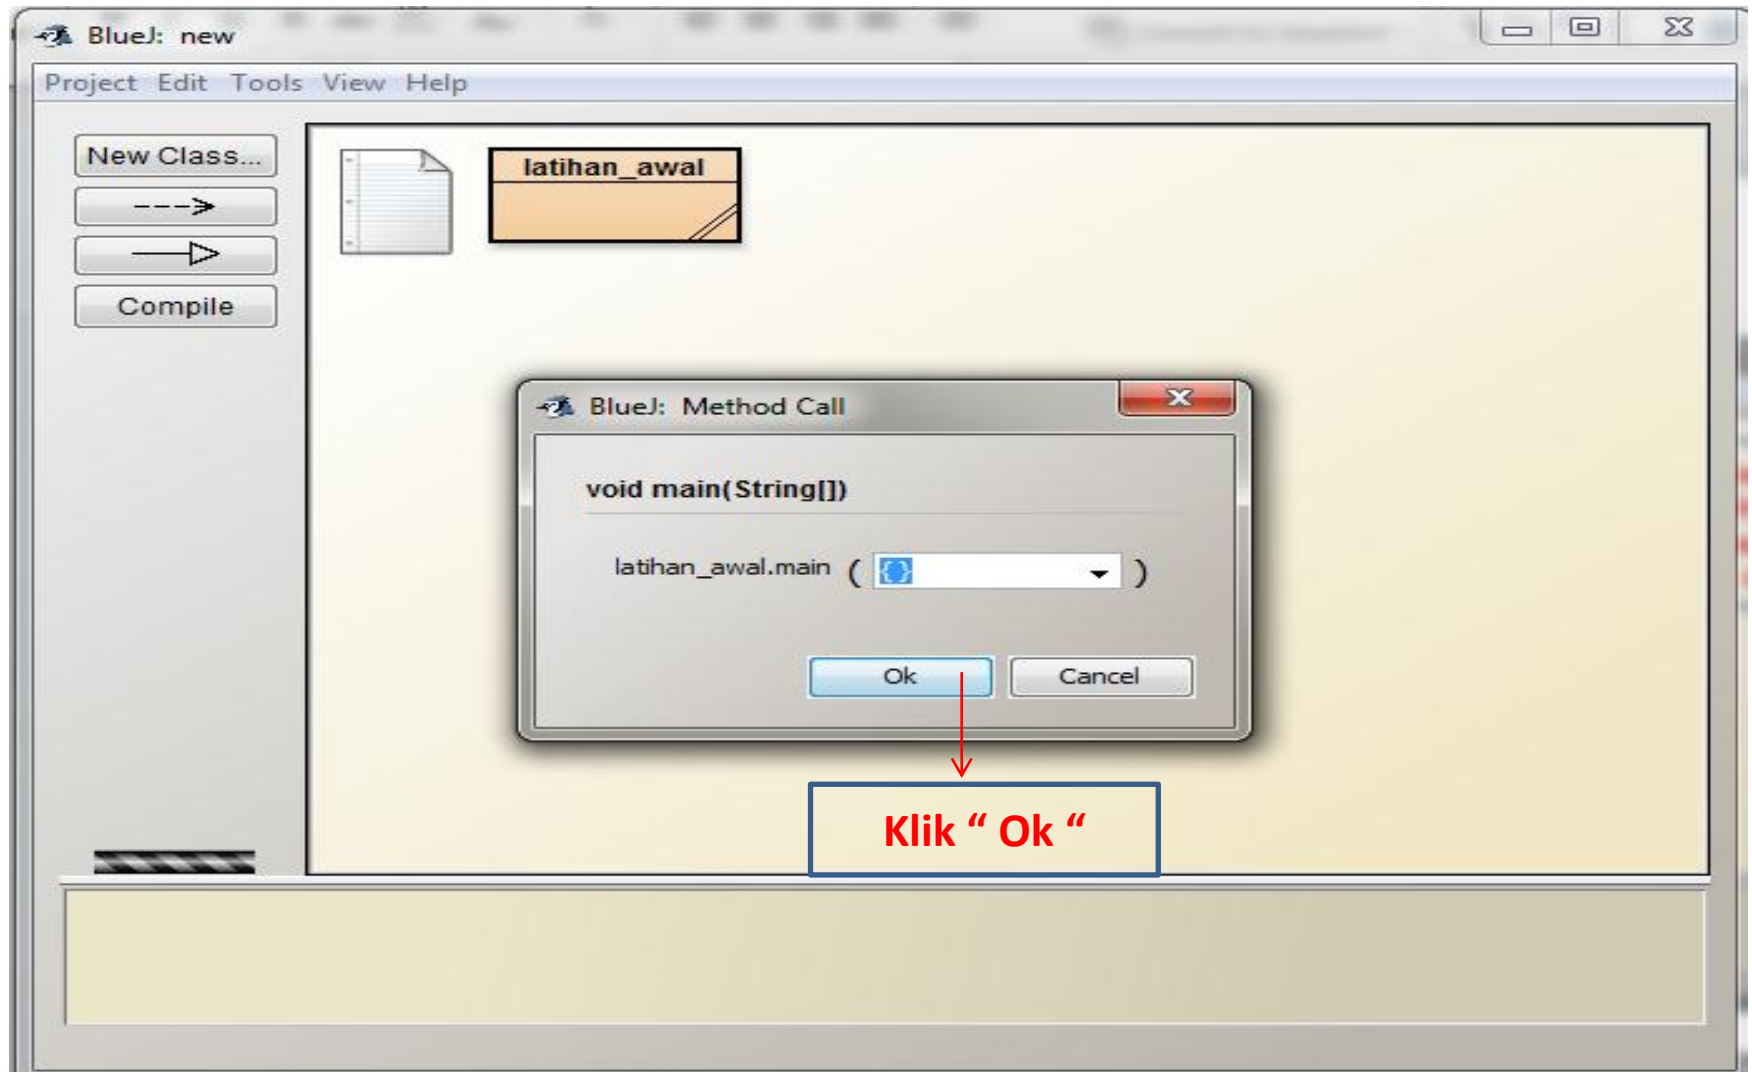 BlueJ: new
Project Edit Tools View Help
New Class...
latihan_awal
Compile
BlueJ: Method Call
void main(String[])
latihan_awal.main ( {} )
Ok Cancel
Klik “ Ok “